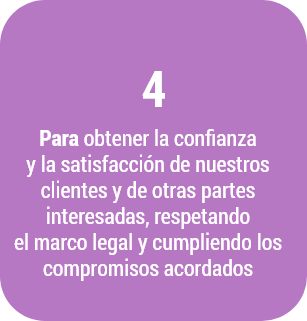 4
Para obtener la confianza
y la satisfacción de nuestros
clientes y de otras partes
interesadas, respetando
el marco legal y cumpliendo los
compromisos acordados